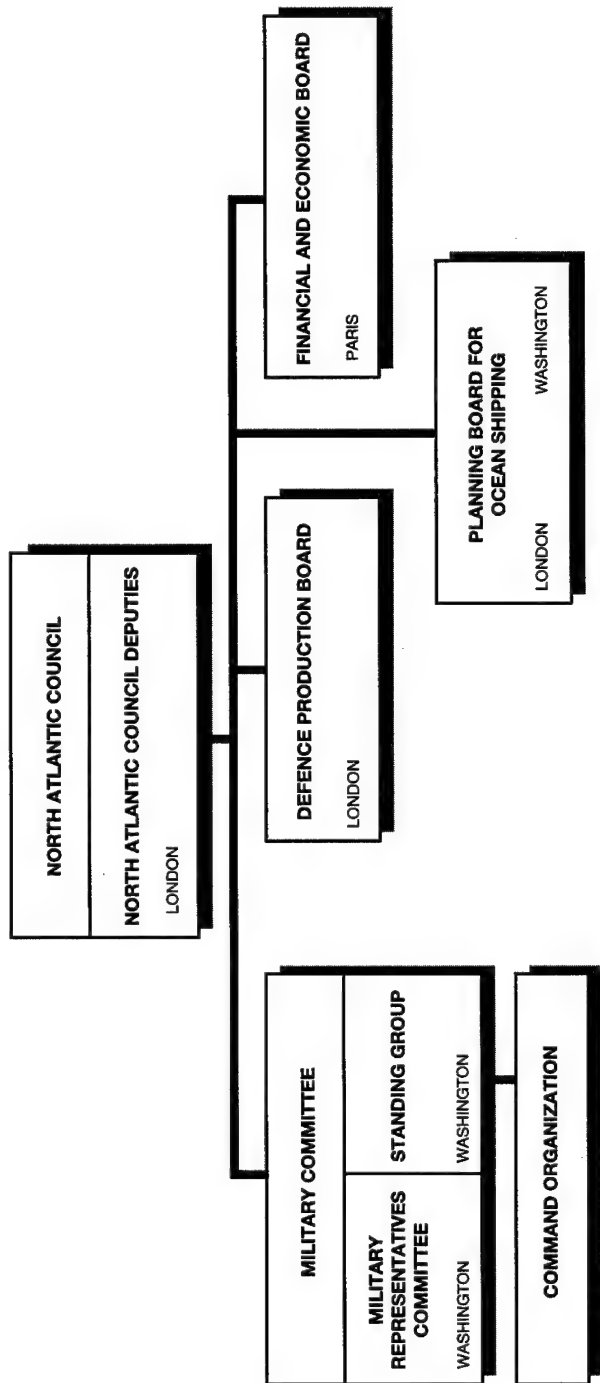 NORTH ATLANTIC COUNCIL
NORTH ATLANTIC COUNCIL DEPUTIES
LONDON
MILITARY COMMITTEE
MILITARY
REPRESENTATIVES
COMMITTEE
WASHINGTON
STANDING GROUP
WASHINGTON
COMMAND ORGANIZATION
DEFENCE PRODUCTION BOARD
LONDON
FINANCIAL AND ECONOMIC BOARD
PARIS
PLANNING BOARD FOR
OCEAN SHIPPING
LONDON WASHINGTON